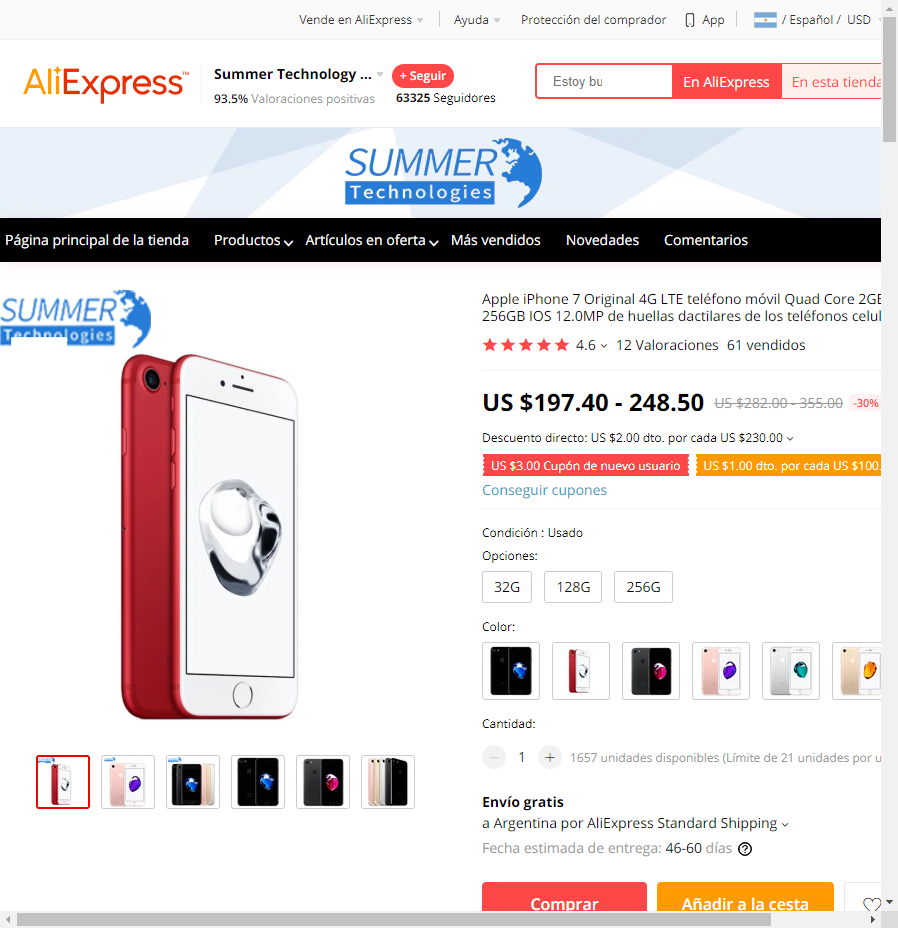 Vende en AliExpress
Ayuda
Protección del comprador
App
/ Español / USD
AliExpress™
Summer Technology ...
+ Seguir
93.5% Valoraciones positivas
63325 Seguidores
Estoy bu
En AliExpress
En esta tienda
SUMMER
Technologies
Página principal de la tienda
Productos
Artículos en oferta
Más vendidos
Novedades
Comentarios
SUMMER
Technologies
Apple iPhone 7 Original 4G LTE teléfono móvil Quad Core 2GB
256GB IOS 12.0MP de huellas dactilares de los teléfonos celul
4.6
12 Valoraciones
61 vendidos
US $197.40 - 248.50
US $282.00 - 355.00
-30%
Descuento directo: US $2.00 dto. por cada US $230.00
US $3.00 Cupón de nuevo usuario
US $1.00 dto. por cada US $100.
Conseguir cupones
Condición : Usado
Opciones:
32G
128G
256G
Color:
Cantidad:
1
1657 unidades disponibles (Límite de 21 unidades por u
Envío gratis
a Argentina por AliExpress Standard Shipping
Fecha estimada de entrega: 46-60 días
Comprar
Añadir a la cesta